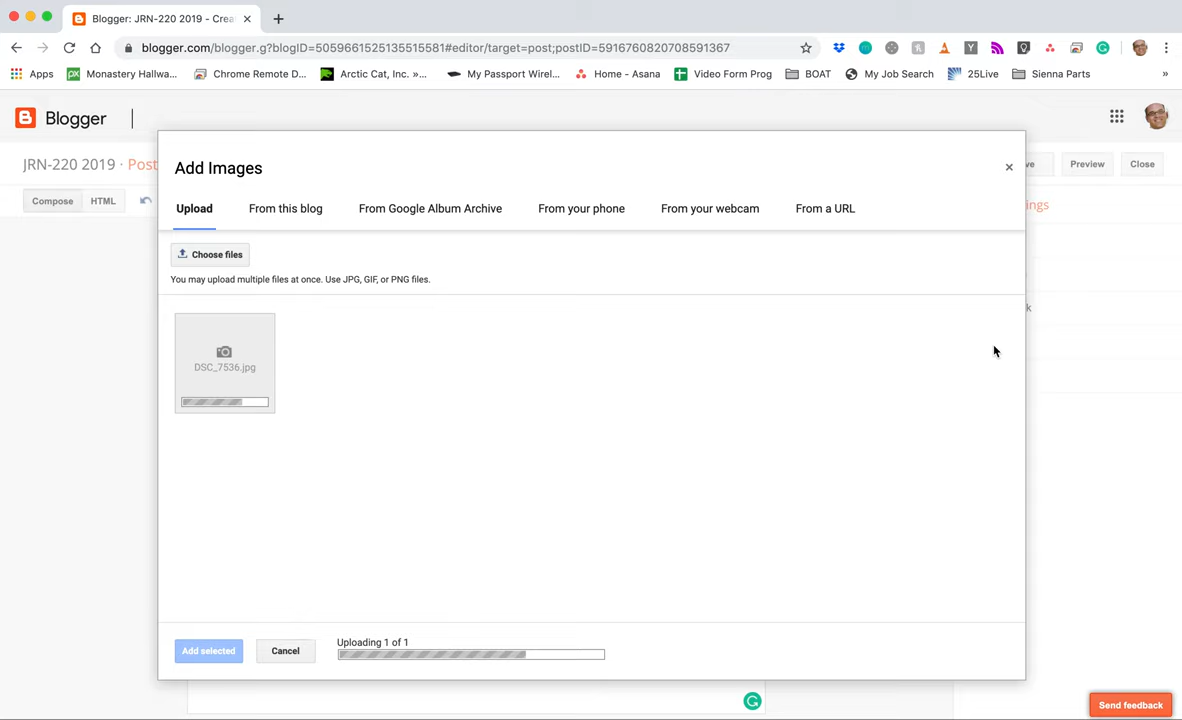 Blogger: JRN-220 2019 - Crea
blogger.com/blogger.g?blogID=5059661525135515581#editor/target=post;postID=5916760820708591367
Apps
Monastery Hallwa...
Chrome Remote D...
Arctic Cat, Inc. »...
My Passport Wirel...
Home - Asana
Video Form Prog
BOAT
My Job Search
25Live
Sienna Parts
»
Blogger
JRN-220 2019 · Post
ve
Preview
Close
Compose
HTML
ings
k
Add Images
×
Upload
From this blog
From Google Album Archive
From your phone
From your webcam
From a URL
Choose files
You may upload multiple files at once. Use JPG, GIF, or PNG files.
DSC_7536.jpg
Add selected
Cancel
Uploading 1 of 1
Send feedback